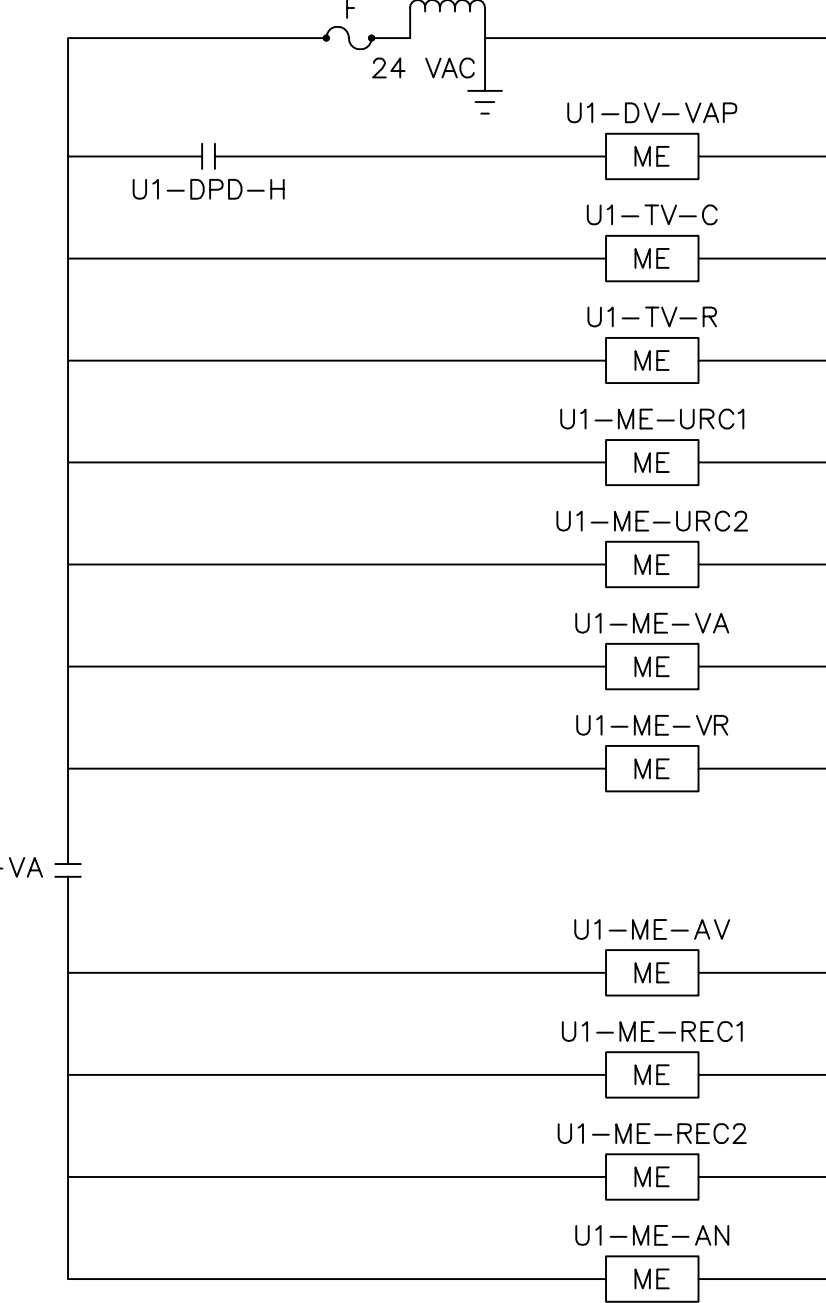 F
24 VAC
U1-DV-VAP
ME
U1-DPD-H
U1-TV-C
ME
U1-TV-R
ME
U1-ME-URC1
ME
U1-ME-URC2
ME
U1-ME-VA
ME
U1-ME-VR
ME
-VA
U1-ME-AV
ME
U1-ME-REC1
ME
U1-ME-REC2
ME
U1-ME-AN
ME